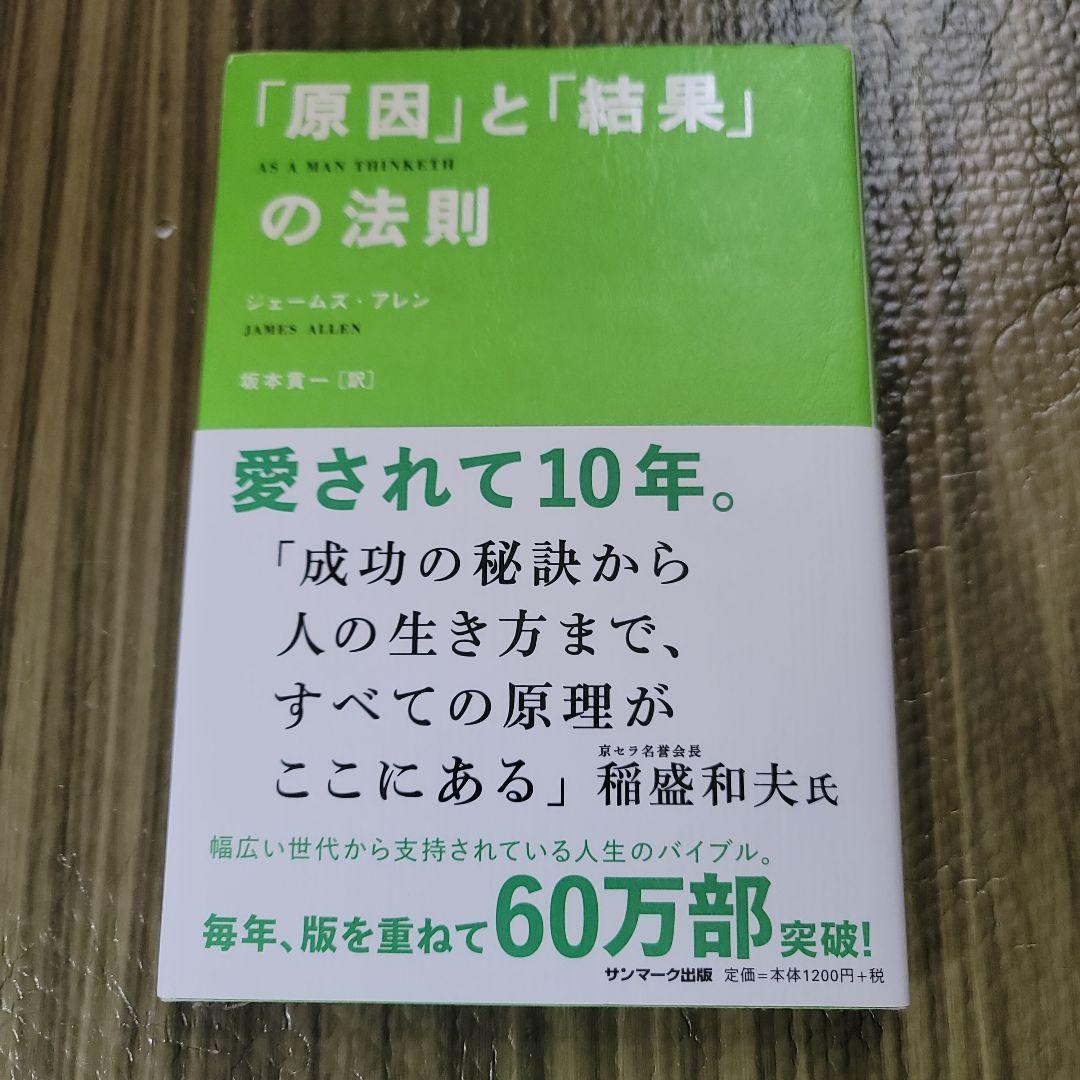 「原因」と「結果」
AS A MAN THINKETH
の法則
ジェームズ・アレン
JAMES ALLEN
坂本貢一［訳］
愛されて10年。
「成功の秘訣から
人の生き方まで、
すべての原理が
ここにある」 京セラ名誉会長 稲盛和夫氏
幅広い世代から支持されている人生のバイブル。
毎年、版を重ねて60万部突破!
サンマーク出版 定価=本体1200円+税